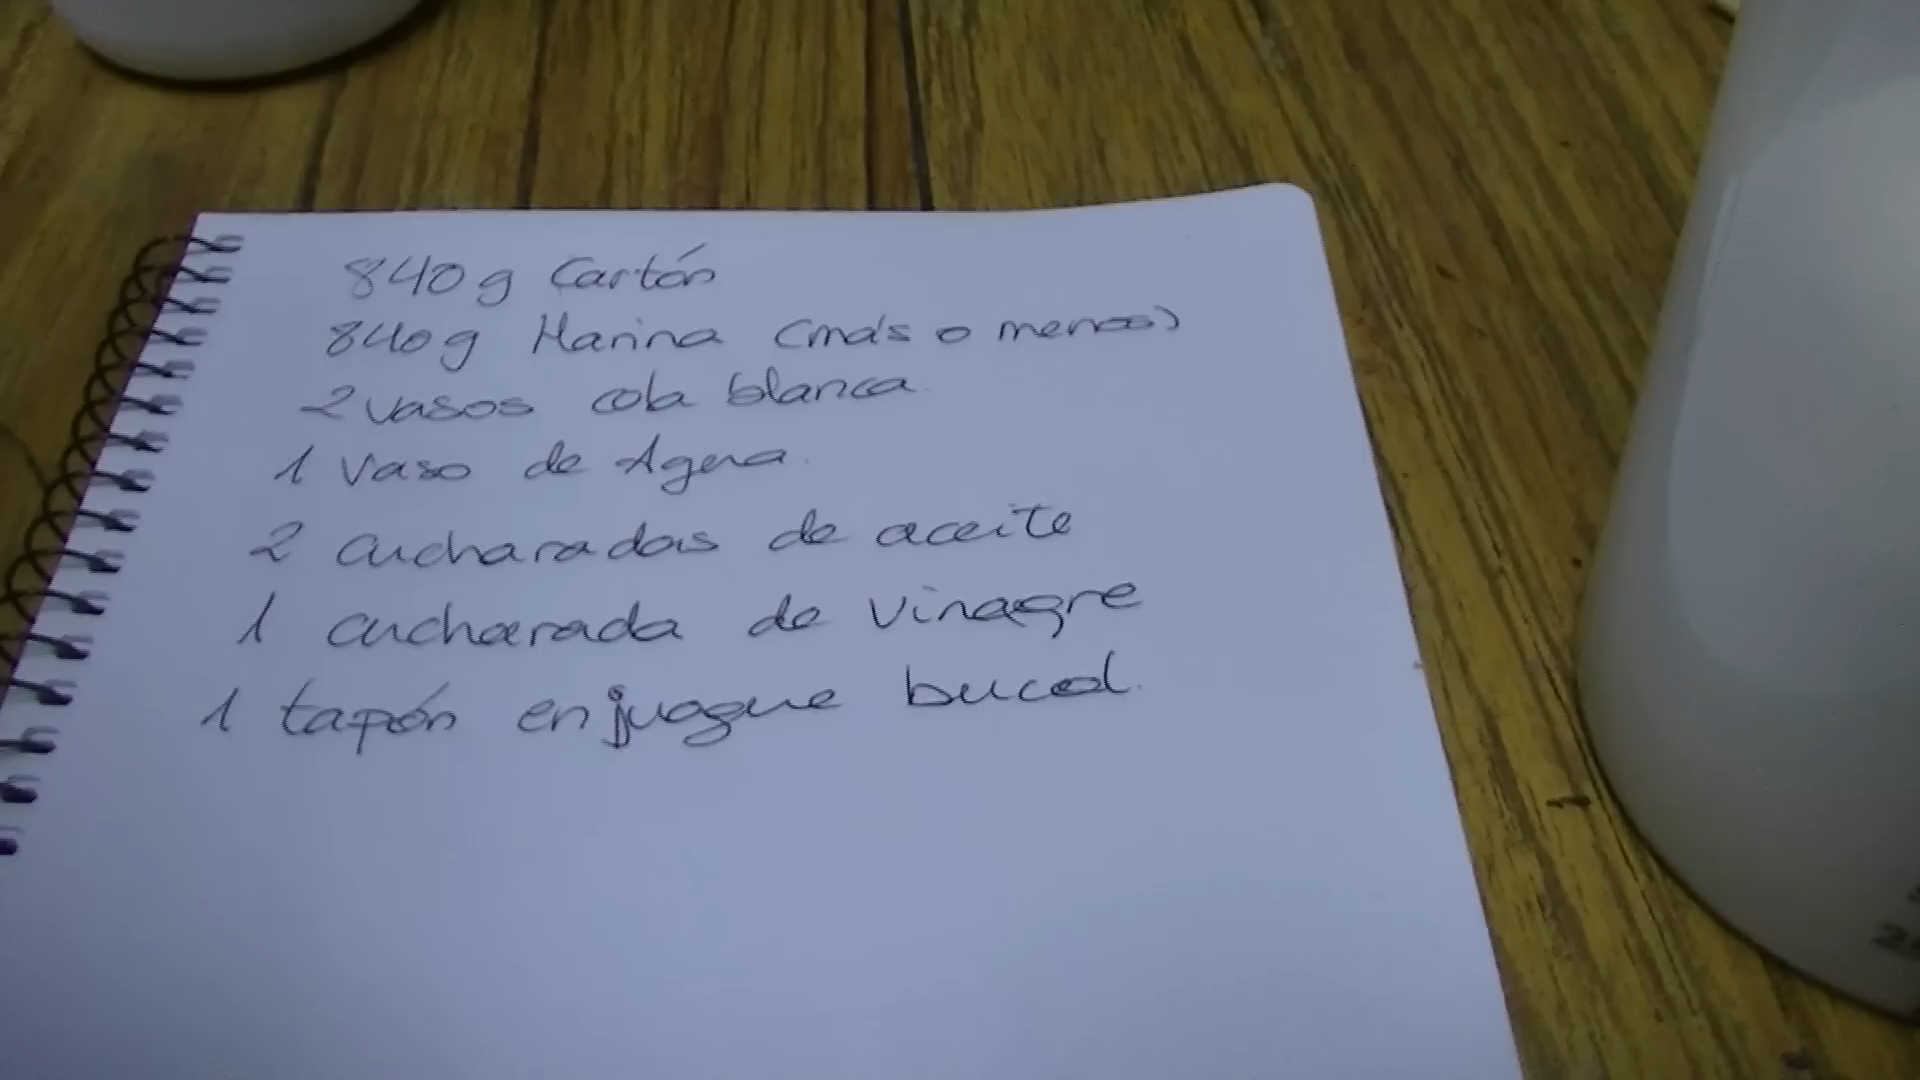 840g Cartón
840g Harina (más o menos)
2 vasos cola blanca
1 Vaso de Agua.
2 cucharadas de aceite
1 cucharada de vinagre
1 tapón enjuague bucal.